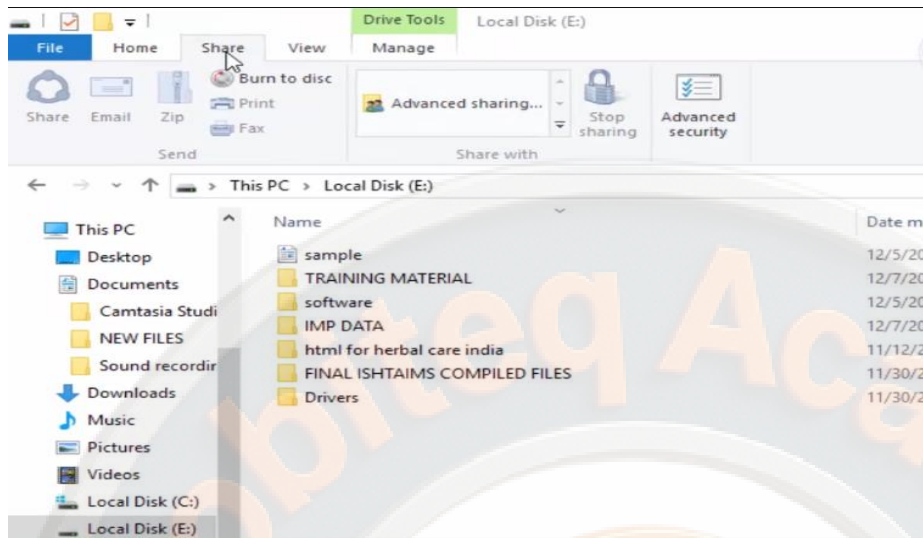 Drive Tools Local Disk (E:)
File Home Share View Manage
Burn to disc
Print
Fax
Share Email Zip
Advanced sharing...
Stop sharing
Advanced security
Send
Share with
This PC > Local Disk (E:)
Name
Date m
This PC
Desktop
Documents
Camtasia Studi
NEW FILES
Sound recordir
Downloads
Music
Pictures
Videos
Local Disk (C:)
Local Disk (E:)
sample 12/5/20
TRAINING MATERIAL 12/7/20
software 12/5/20
IMP DATA 12/7/20
html for herbal care india 11/12/2
FINAL ISHTAIMS COMPILED FILES 11/30/2
Drivers 11/30/2
obiteq Aca